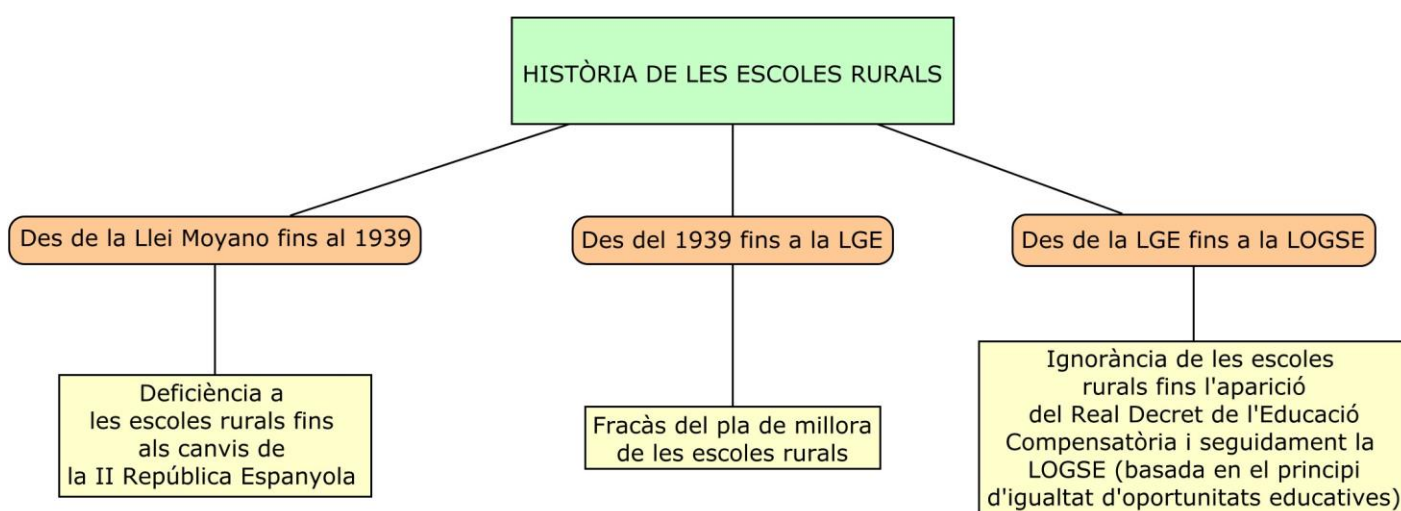 HISTÒRIA DE LES ESCOLES RURALS
Des de la Llei Moyano fins al 1939
Des del 1939 fins a la LGE
Des de la LGE fins a la LOGSE
Deficiència a
les escoles rurals fins
als canvis de
la II República Espanyola
Fracàs del pla de millora
de les escoles rurals
Ignorància de les escoles
rurals fins l'aparició
del Real Decret de l'Educació
Compensatòria i seguidament la
LOGSE (basada en el principi
d'igualtat d'oportunitats educatives)